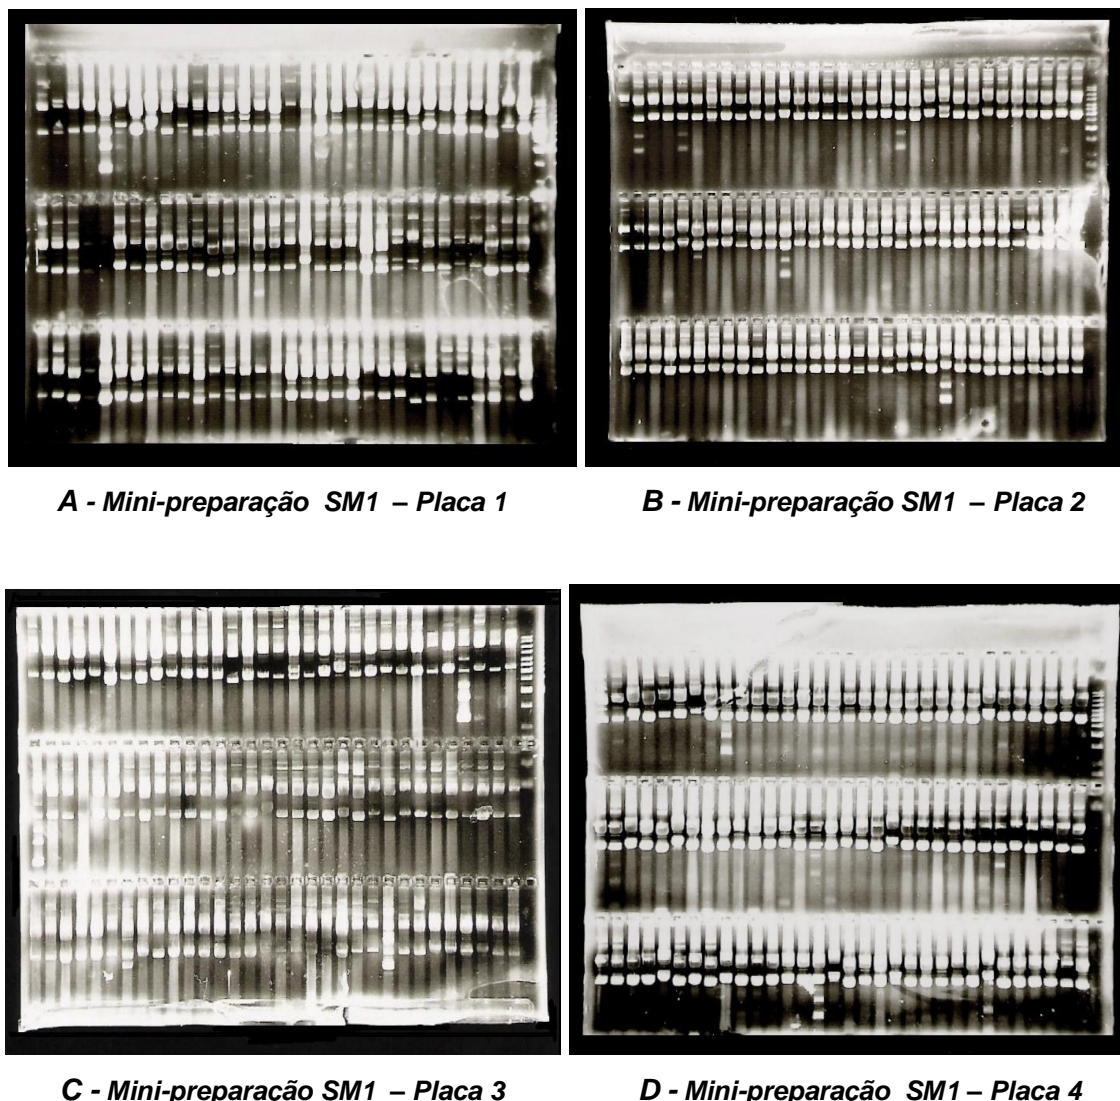 A - Mini-preparação SM1 – Placa 1
B - Mini-preparação SM1 – Placa 2
C - Mini-preparação SM1 – Placa 3
D - Mini-preparação SM1 – Placa 4